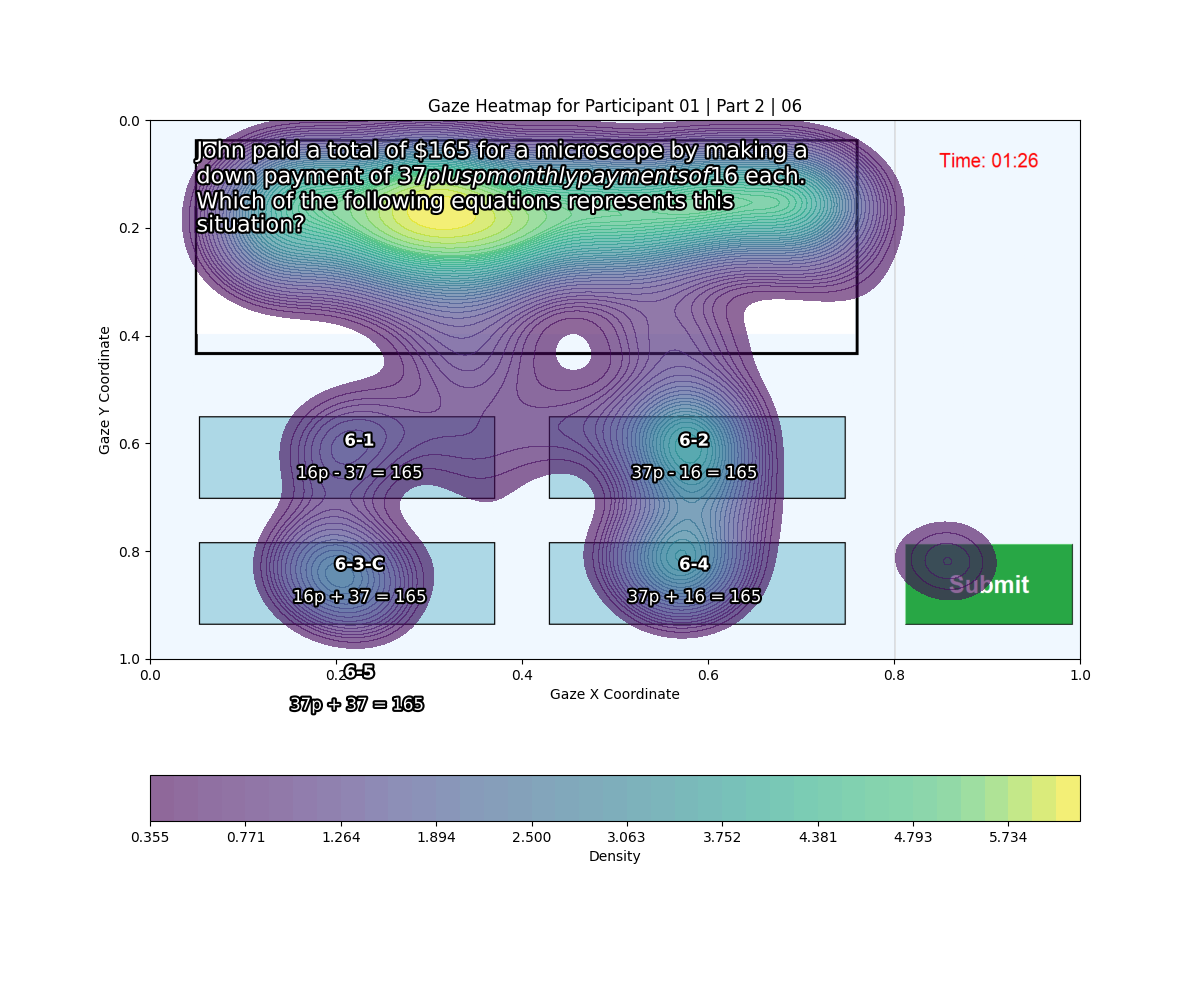 Gaze Heatmap for Participant 01 | Part 2 | 06
John paid a total of $165 for a microscope by making a
down payment of 37pluspmonthlypaymentsof16 each.
Which of the following equations represents this
situation?
Time: 01:26
0.0
0.2
0.4
0.6
0.8
1.0
Gaze Y Coordinate
6-1
16p - 37 = 165
6-2
37p - 16 = 165
6-3-C
16p + 37 = 165
6-4
37p + 16 = 165
Submit
0.0
0.2
0.4
0.6
0.8
1.0
Gaze X Coordinate
6-5
37p + 37 = 165
0.355
0.771
1.264
1.894
2.500
3.063
3.752
4.381
4.793
5.734
Density